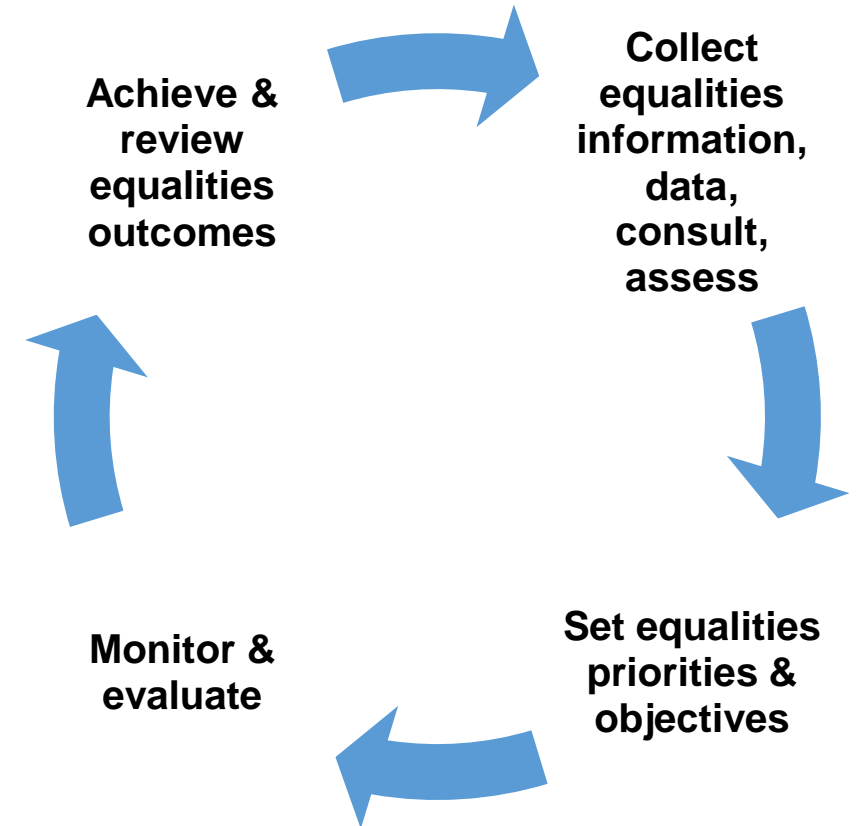 Achieve &
review
equalities
outcomes
Collect
equalities
information,
data,
consult,
assess
Set equalities
priorities &
objectives
Monitor &
evaluate